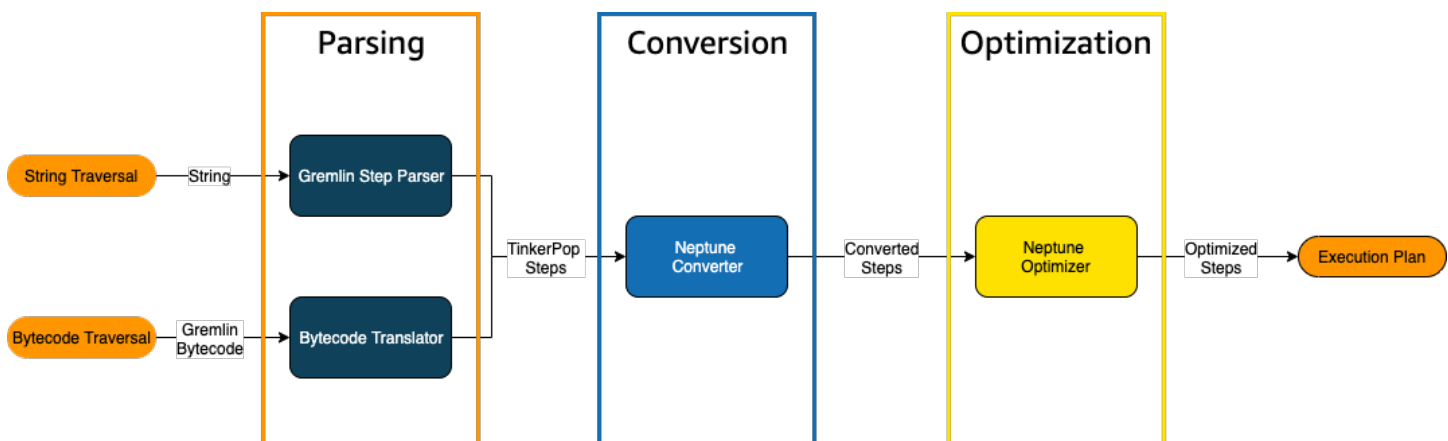 Parsing
Conversion
Optimization
String Traversal
String
Gremlin Step Parser
TinkerPop
Steps
Neptune
Converter
Converted
Steps
Neptune
Optimizer
Optimized
Steps
Execution Plan
Bytecode Traversal
Gremlin
Bytecode
Bytecode Translator